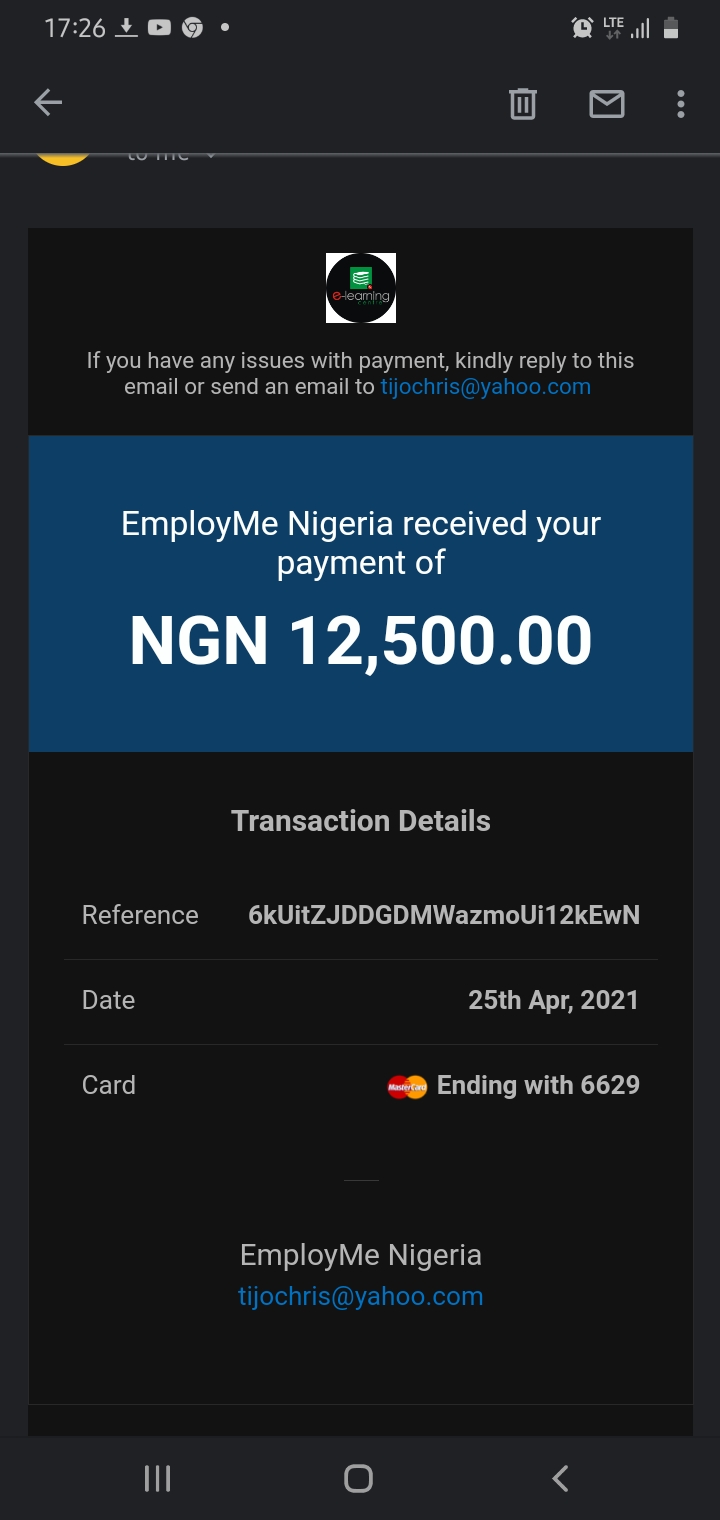 17:26
LTE
to me
e-learning
centre
If you have any issues with payment, kindly reply to this
email or send an email to tijochris@yahoo.com
EmployMe Nigeria received your
payment of
NGN 12,500.00
Transaction Details
Reference 6kUitZJDDGDMWazmoUi12kEwN
Date 25th Apr, 2021
Card MasterCard Ending with 6629
EmployMe Nigeria
tijochris@yahoo.com